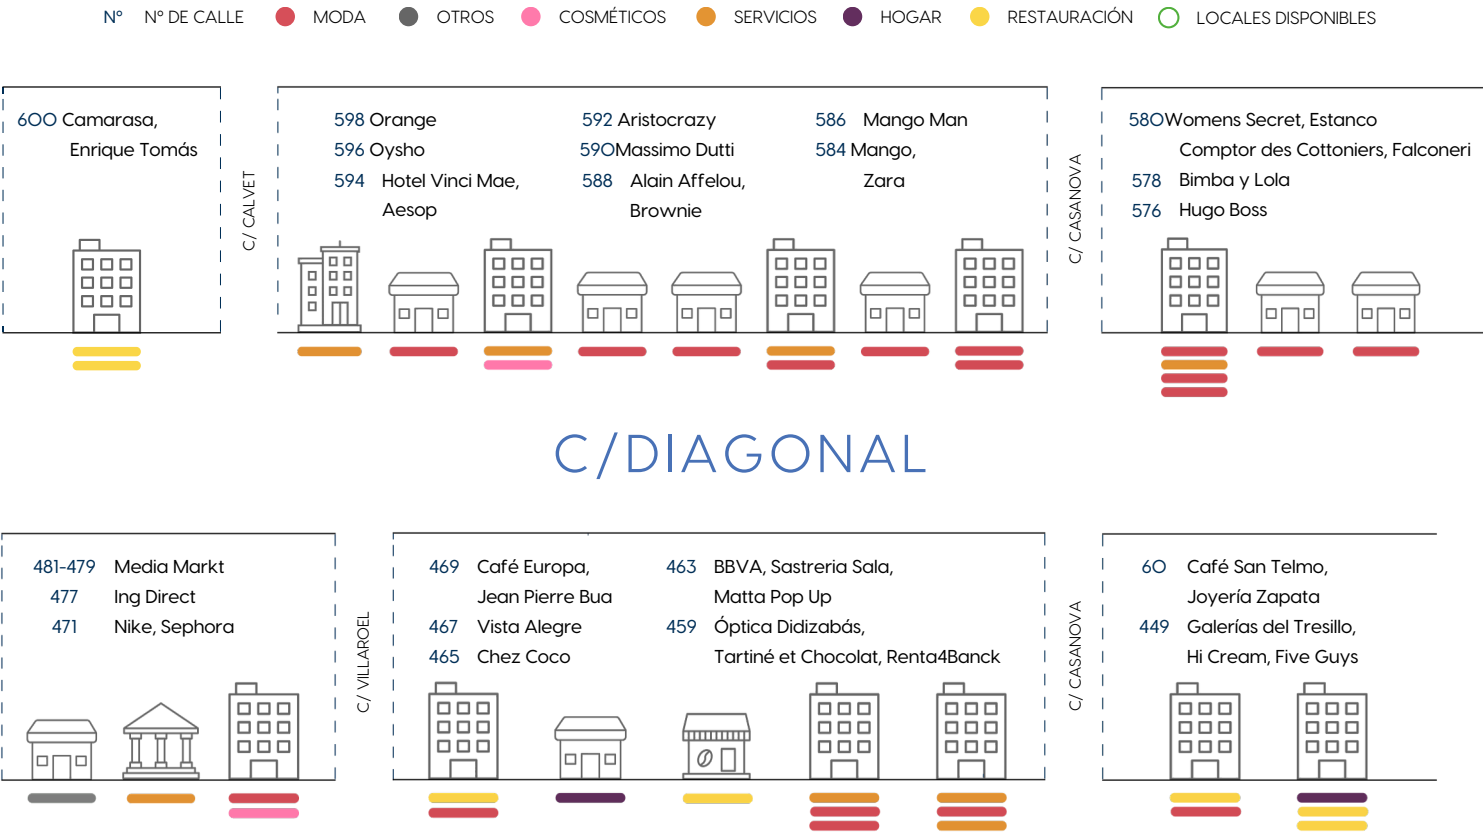 Nº Nº DE CALLE MODA OTROS COSMÉTICOS SERVICIOS HOGAR RESTAURACIÓN LOCALES DISPONIBLES
600 Camarasa,
Enrique Tomás
C/ CALVET
598 Orange
596 Oysho
594 Hotel Vinci Mae,
Aesop
592 Aristocrazy
590Massimo Dutti
588 Alain Affelou,
Brownie
586 Mango Man
584 Mango,
Zara
C/ CASANOVA
580Womens Secret, Estanco
Comptor des Cottoniers, Falconeri
578 Bimba y Lola
576 Hugo Boss
C/DIAGONAL
481-479 Media Markt
477 Ing Direct
471 Nike, Sephora
C/ VILLAROEL
469 Café Europa,
Jean Pierre Bua
467 Vista Alegre
465 Chez Coco
463 BBVA, Sastreria Sala,
Matta Pop Up
459 Óptica Didizabás,
Tartiné et Chocolat, Renta4Banck
C/ CASANOVA
60 Café San Telmo,
Joyería Zapata
449 Galerías del Tresillo,
Hi Cream, Five Guys